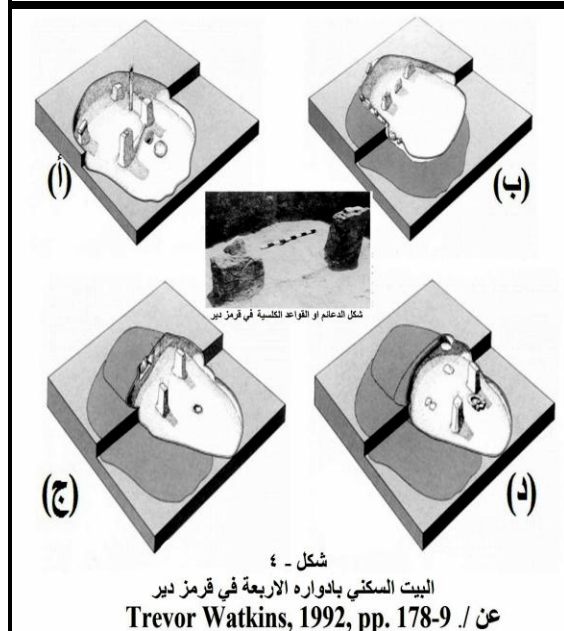 (أ)
(ب)
شكل الدعائم او القواعد الكلسية في قرمز دير
(ج)
(د)
شكل - ٤
البيت السكني بادواره الاربعة في قرمز دير
عن /. Trevor Watkins, 1992, pp. 178-9